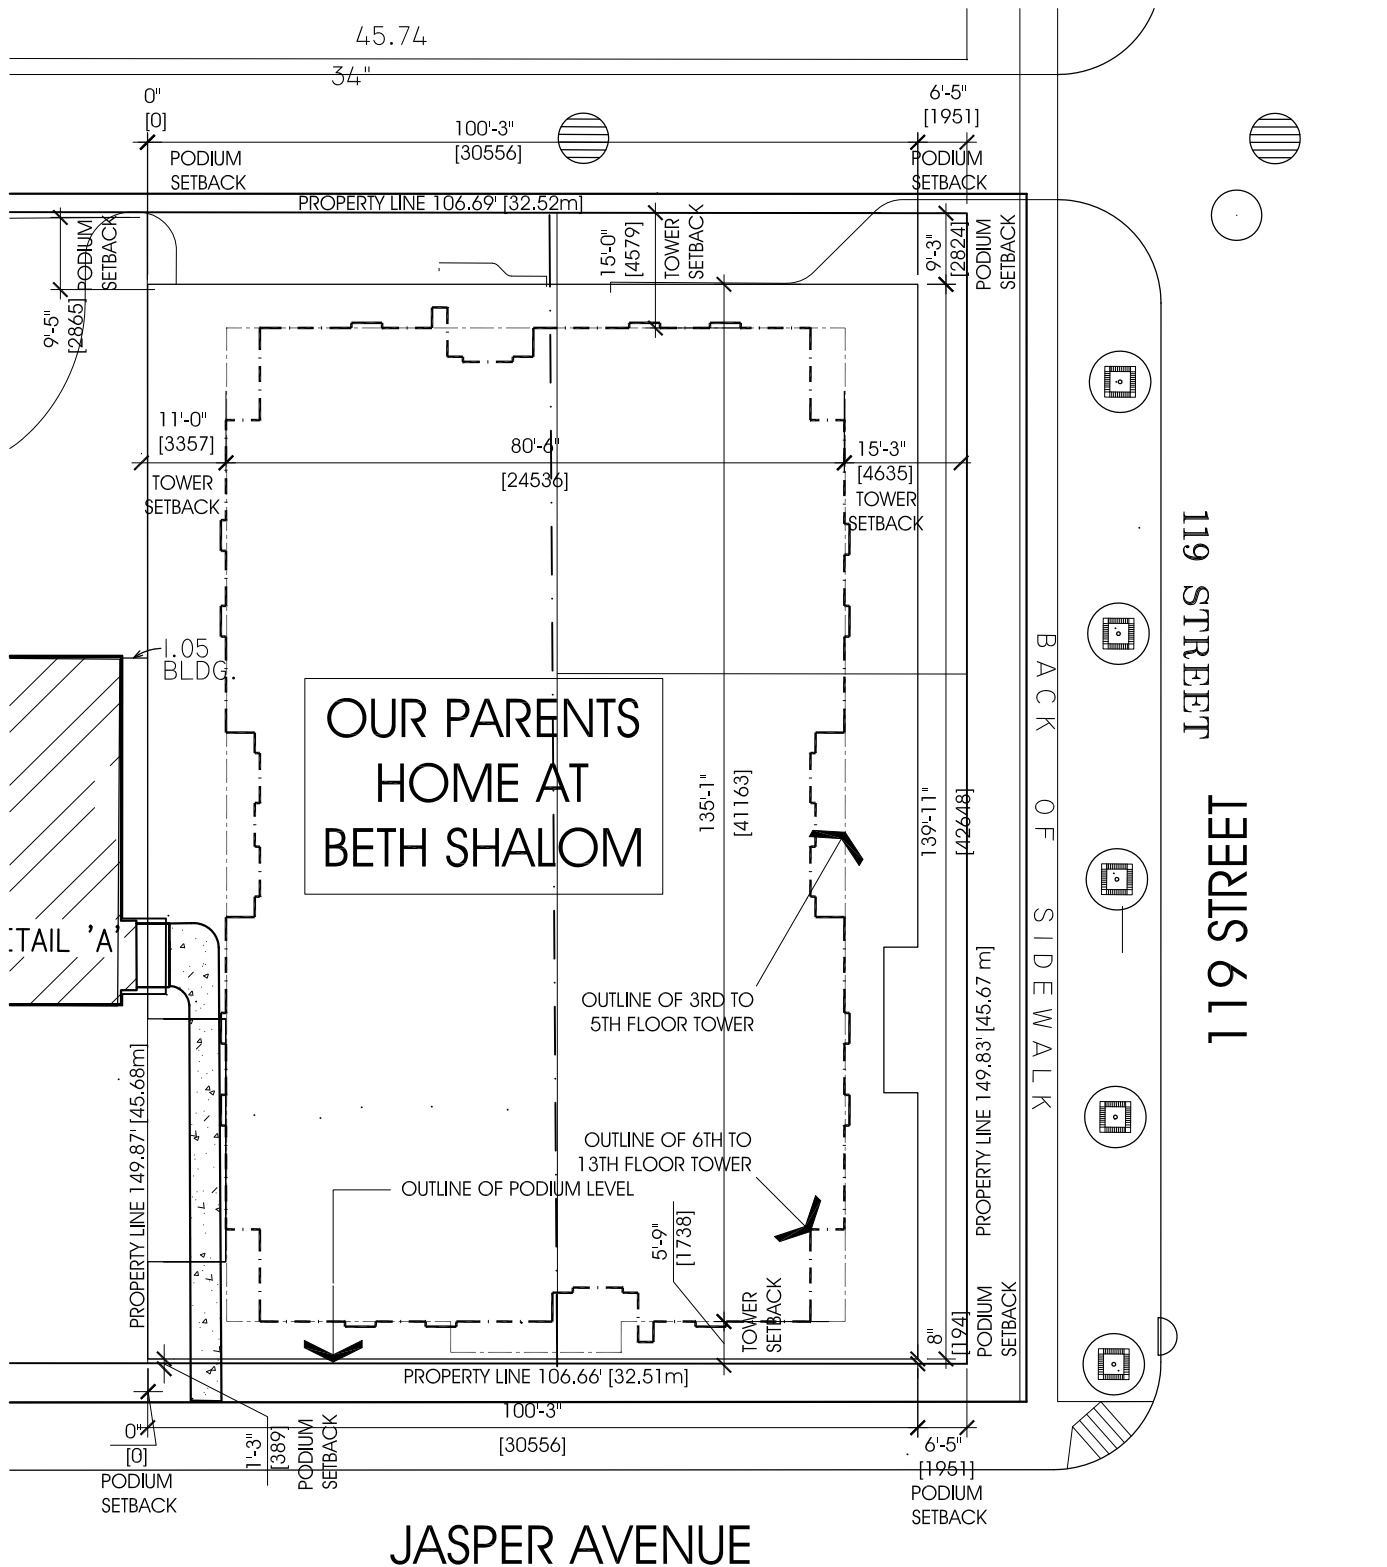 45.74
34"
0"
[0]
6'-5"
[1951]
100'-3"
[30556]
PODIUM
SETBACK
PODIUM
SETBACK
PROPERTY LINE 106.69' [32.52m]
PODIUM
SETBACK
9'-5"
[2865]
15'-0"
[4579]
TOWER
SETBACK
9'-3"
[2824]
PODIUM
SETBACK
11'-0"
[3357]
TOWER
SETBACK
80'-6"
[24536]
15'-3"
[4635]
TOWER
SETBACK
119 STREET
1.05
BLDG.
BACK OF SIDEWALK
OUR PARENTS
HOME AT
BETH SHALOM
135'-1"
[41163]
139'-11"
[42648]
119 STREET
ETAIL 'A'
OUTLINE OF 3RD TO
5TH FLOOR TOWER
PROPERTY LINE 149.83' [45.67 m]
PROPERTY LINE 149.87' [45.68m]
OUTLINE OF 6TH TO
13TH FLOOR TOWER
OUTLINE OF PODIUM LEVEL
5'-9"
[1738]
TOWER
SETBACK
8"
[194]
PODIUM
SETBACK
PROPERTY LINE 106.66' [32.51m]
100'-3"
[30556]
0"
[0]
PODIUM
SETBACK
1'-3"
[389]
PODIUM
SETBACK
6'-5"
[1951]
PODIUM
SETBACK
JASPER AVENUE